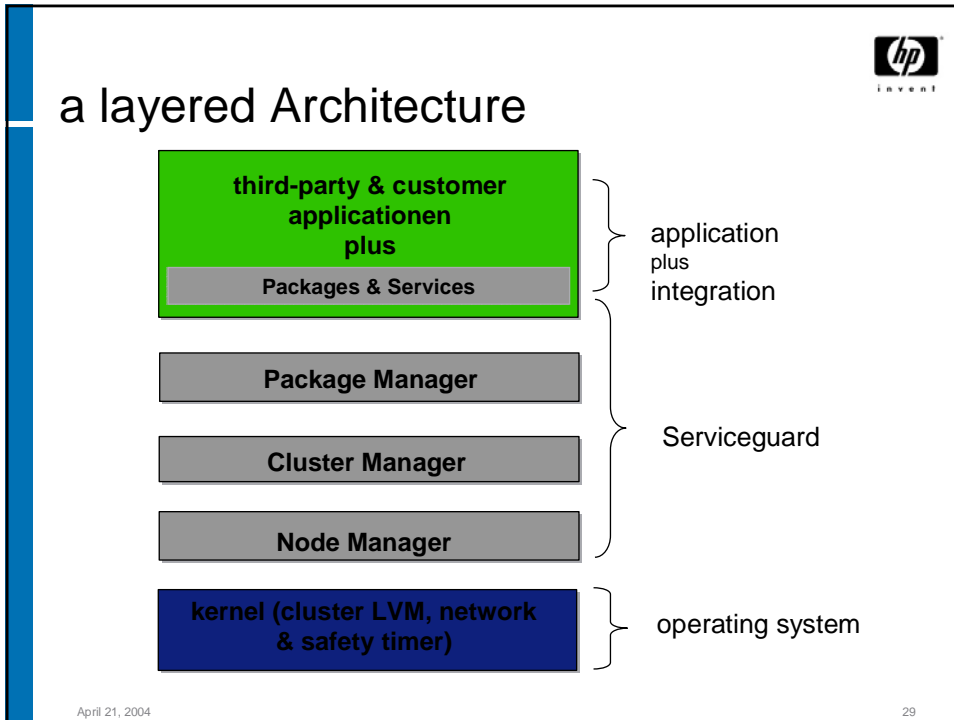 hp
invent
a layered Architecture
third-party & customer
applicationen
plus
Packages & Services
application
plus
integration
Package Manager
Cluster Manager
Node Manager
Serviceguard
kernel (cluster LVM, network
& safety timer)
operating system
April 21, 2004
29